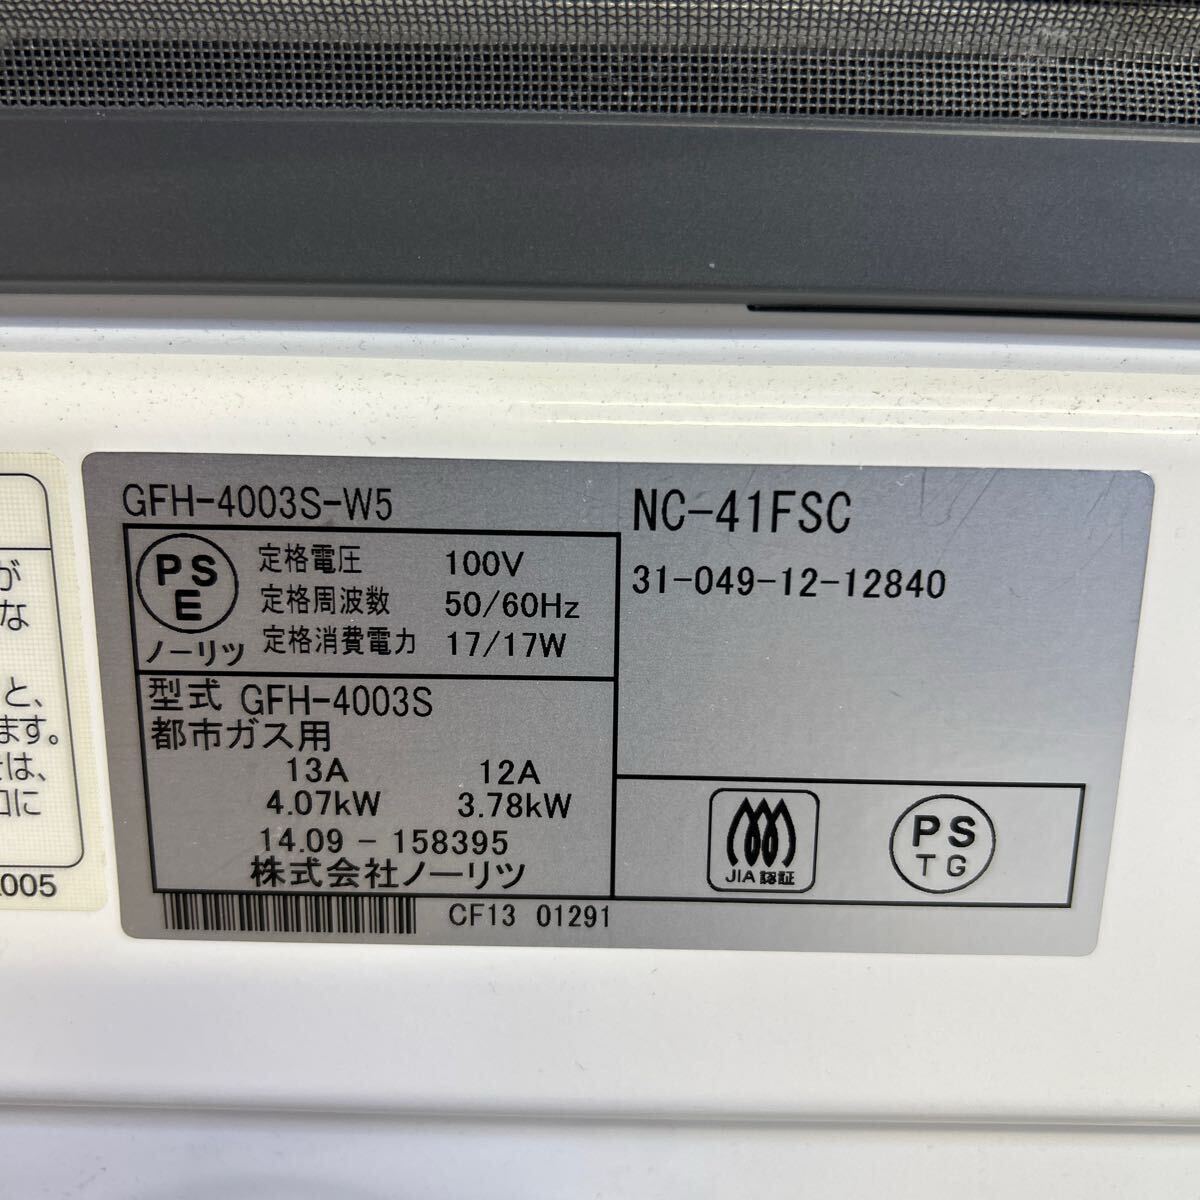 が
な
と、
ます。
には、
口に
005
GFH-4003S-W5
PS
E
ノーリツ
定格電圧 100V
定格周波数 50/60Hz
定格消費電力 17/17W
型式 GFH-4003S
都市ガス用
13A 12A
4.07kW 3.78kW
14.09 - 158395
株式会社ノーリツ
CF13 01291
NC-41FSC
31-049-12-12840
JIA 認証
PS
TG